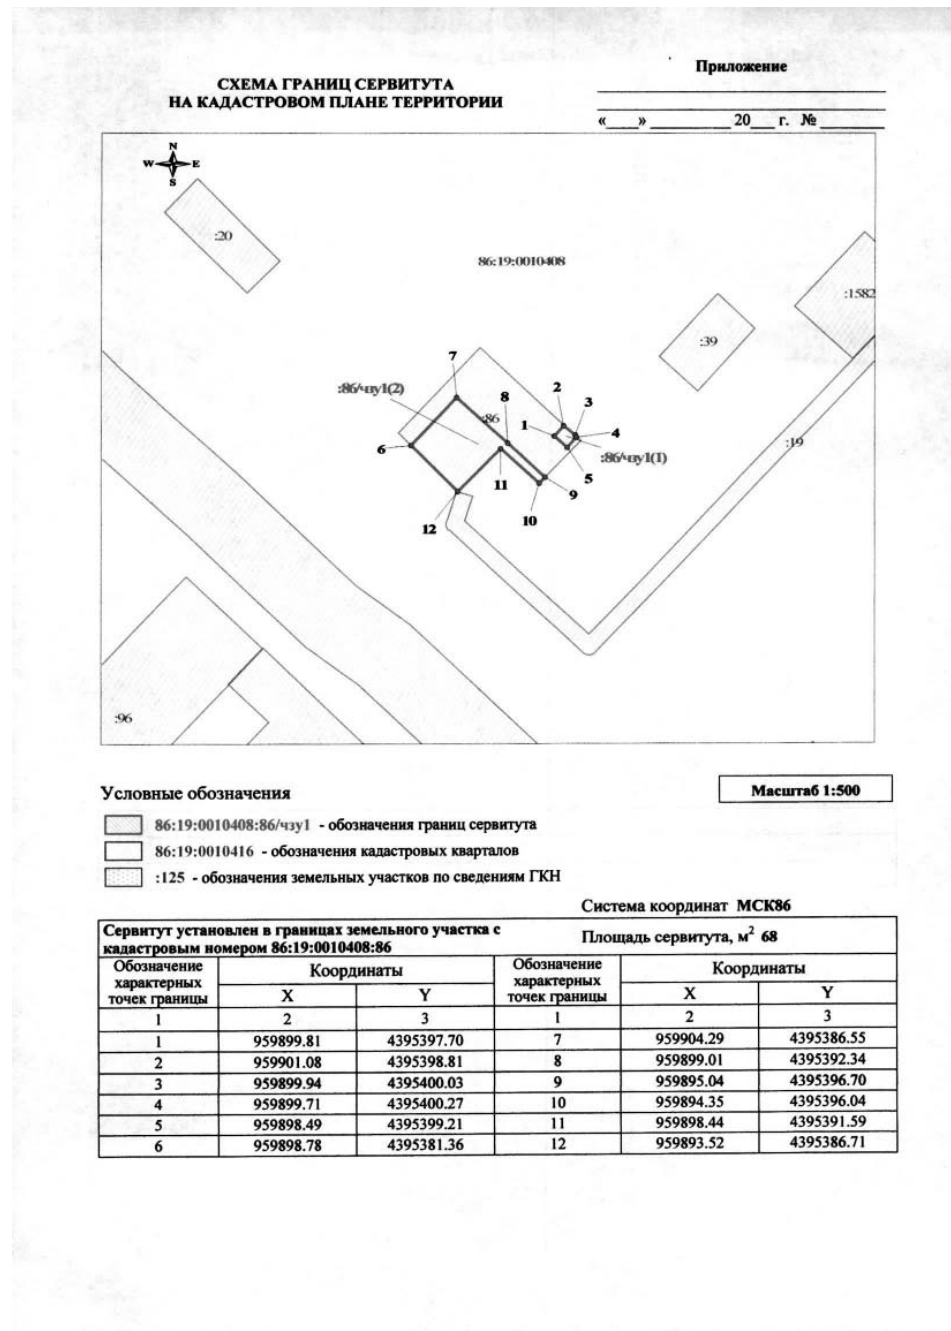 Приложение
СХЕМА ГРАНИЦ СЕРВИТУТА
НА КАДАСТРОВОМ ПЛАНЕ ТЕРРИТОРИИ
«___» ___________ 20___ г. № _________
N
W E
S
:20
86:19:0010408
:1582
:39
7
:86/чзу1(2)
8
2
:86
3
1
4
:19
6
:86/чзу1(1)
11
5
9
10
12
:96
Условные обозначения
Масштаб 1:500
86:19:0010408:86/чзу1 - обозначения границ сервитута
86:19:0010416 - обозначения кадастровых кварталов
:125 - обозначения земельных участков по сведениям ГКН
Система координат МСК86
Сервитут установлен в границах земельного участка с
кадастровым номером 86:19:0010408:86
Площадь сервитута, м² 68
Обозначение характерных точек границы Координаты Обозначение характерных точек границы Координаты
X Y X Y
1 2 3 1 2 3
1 959899.81 4395397.70 7 959904.29 4395386.55
2 959901.08 4395398.81 8 959899.01 4395392.34
3 959899.94 4395400.03 9 959895.04 4395396.70
4 959899.71 4395400.27 10 959894.35 4395396.04
5 959898.49 4395399.21 11 959898.44 4395391.59
6 959898.78 4395381.36 12 959893.52 4395386.71